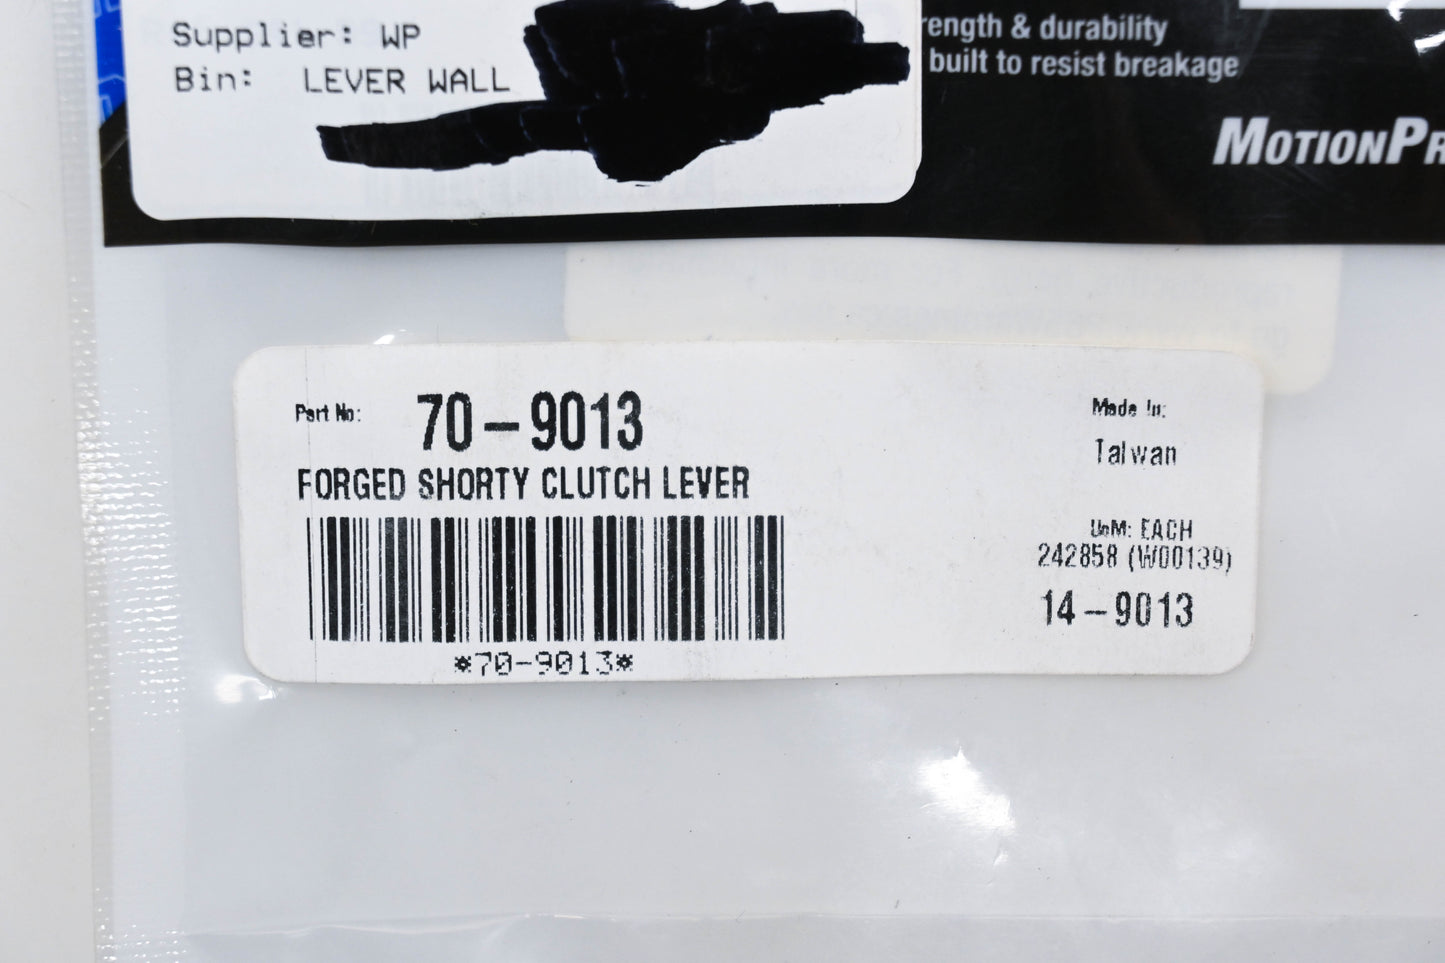 Supplier: WP
Bin: LEVER WALL
rength & durability
built to resist breakage
MOTIONPR
Part No: 70-9013
FORGED SHORTY CLUTCH LEVER
*70-9013*
Made In:
Taiwan
UoM: EACH
242858 (W00139)
14-9013